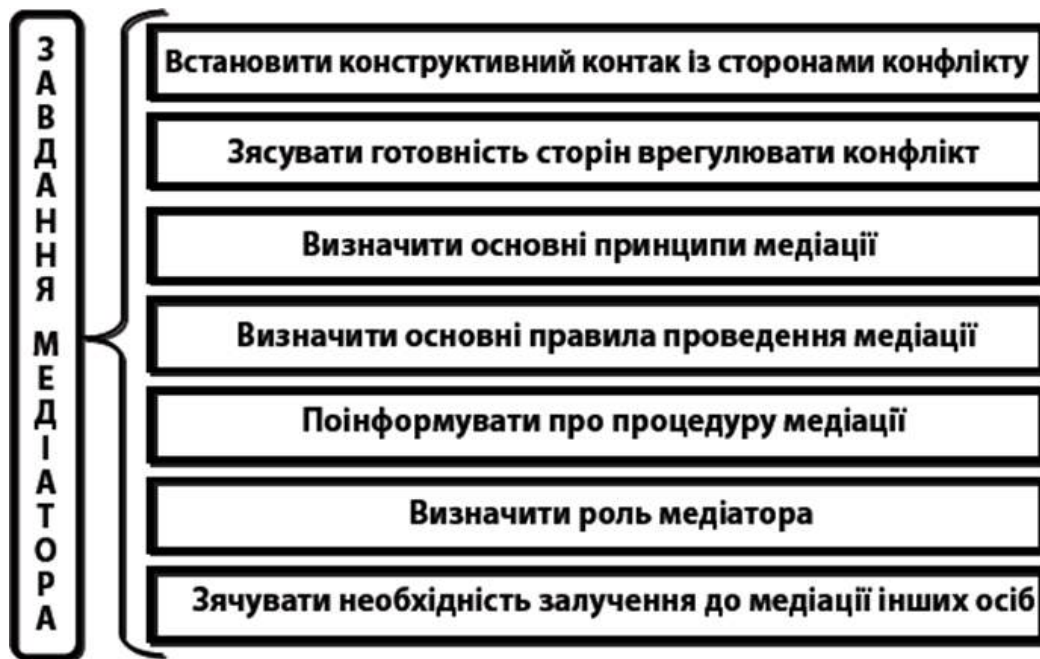 ЗАВДАННЯ МЕДІАТОРА
Встановити конструктивний контак із сторонами конфлікту
Зясувати готовність сторін врегулювати конфлікт
Визначити основні принципи медіації
Визначити основні правила проведення медіації
Поінформувати про процедуру медіації
Визначити роль медіатора
Зячувати необхідність залучення до медіації інших осіб